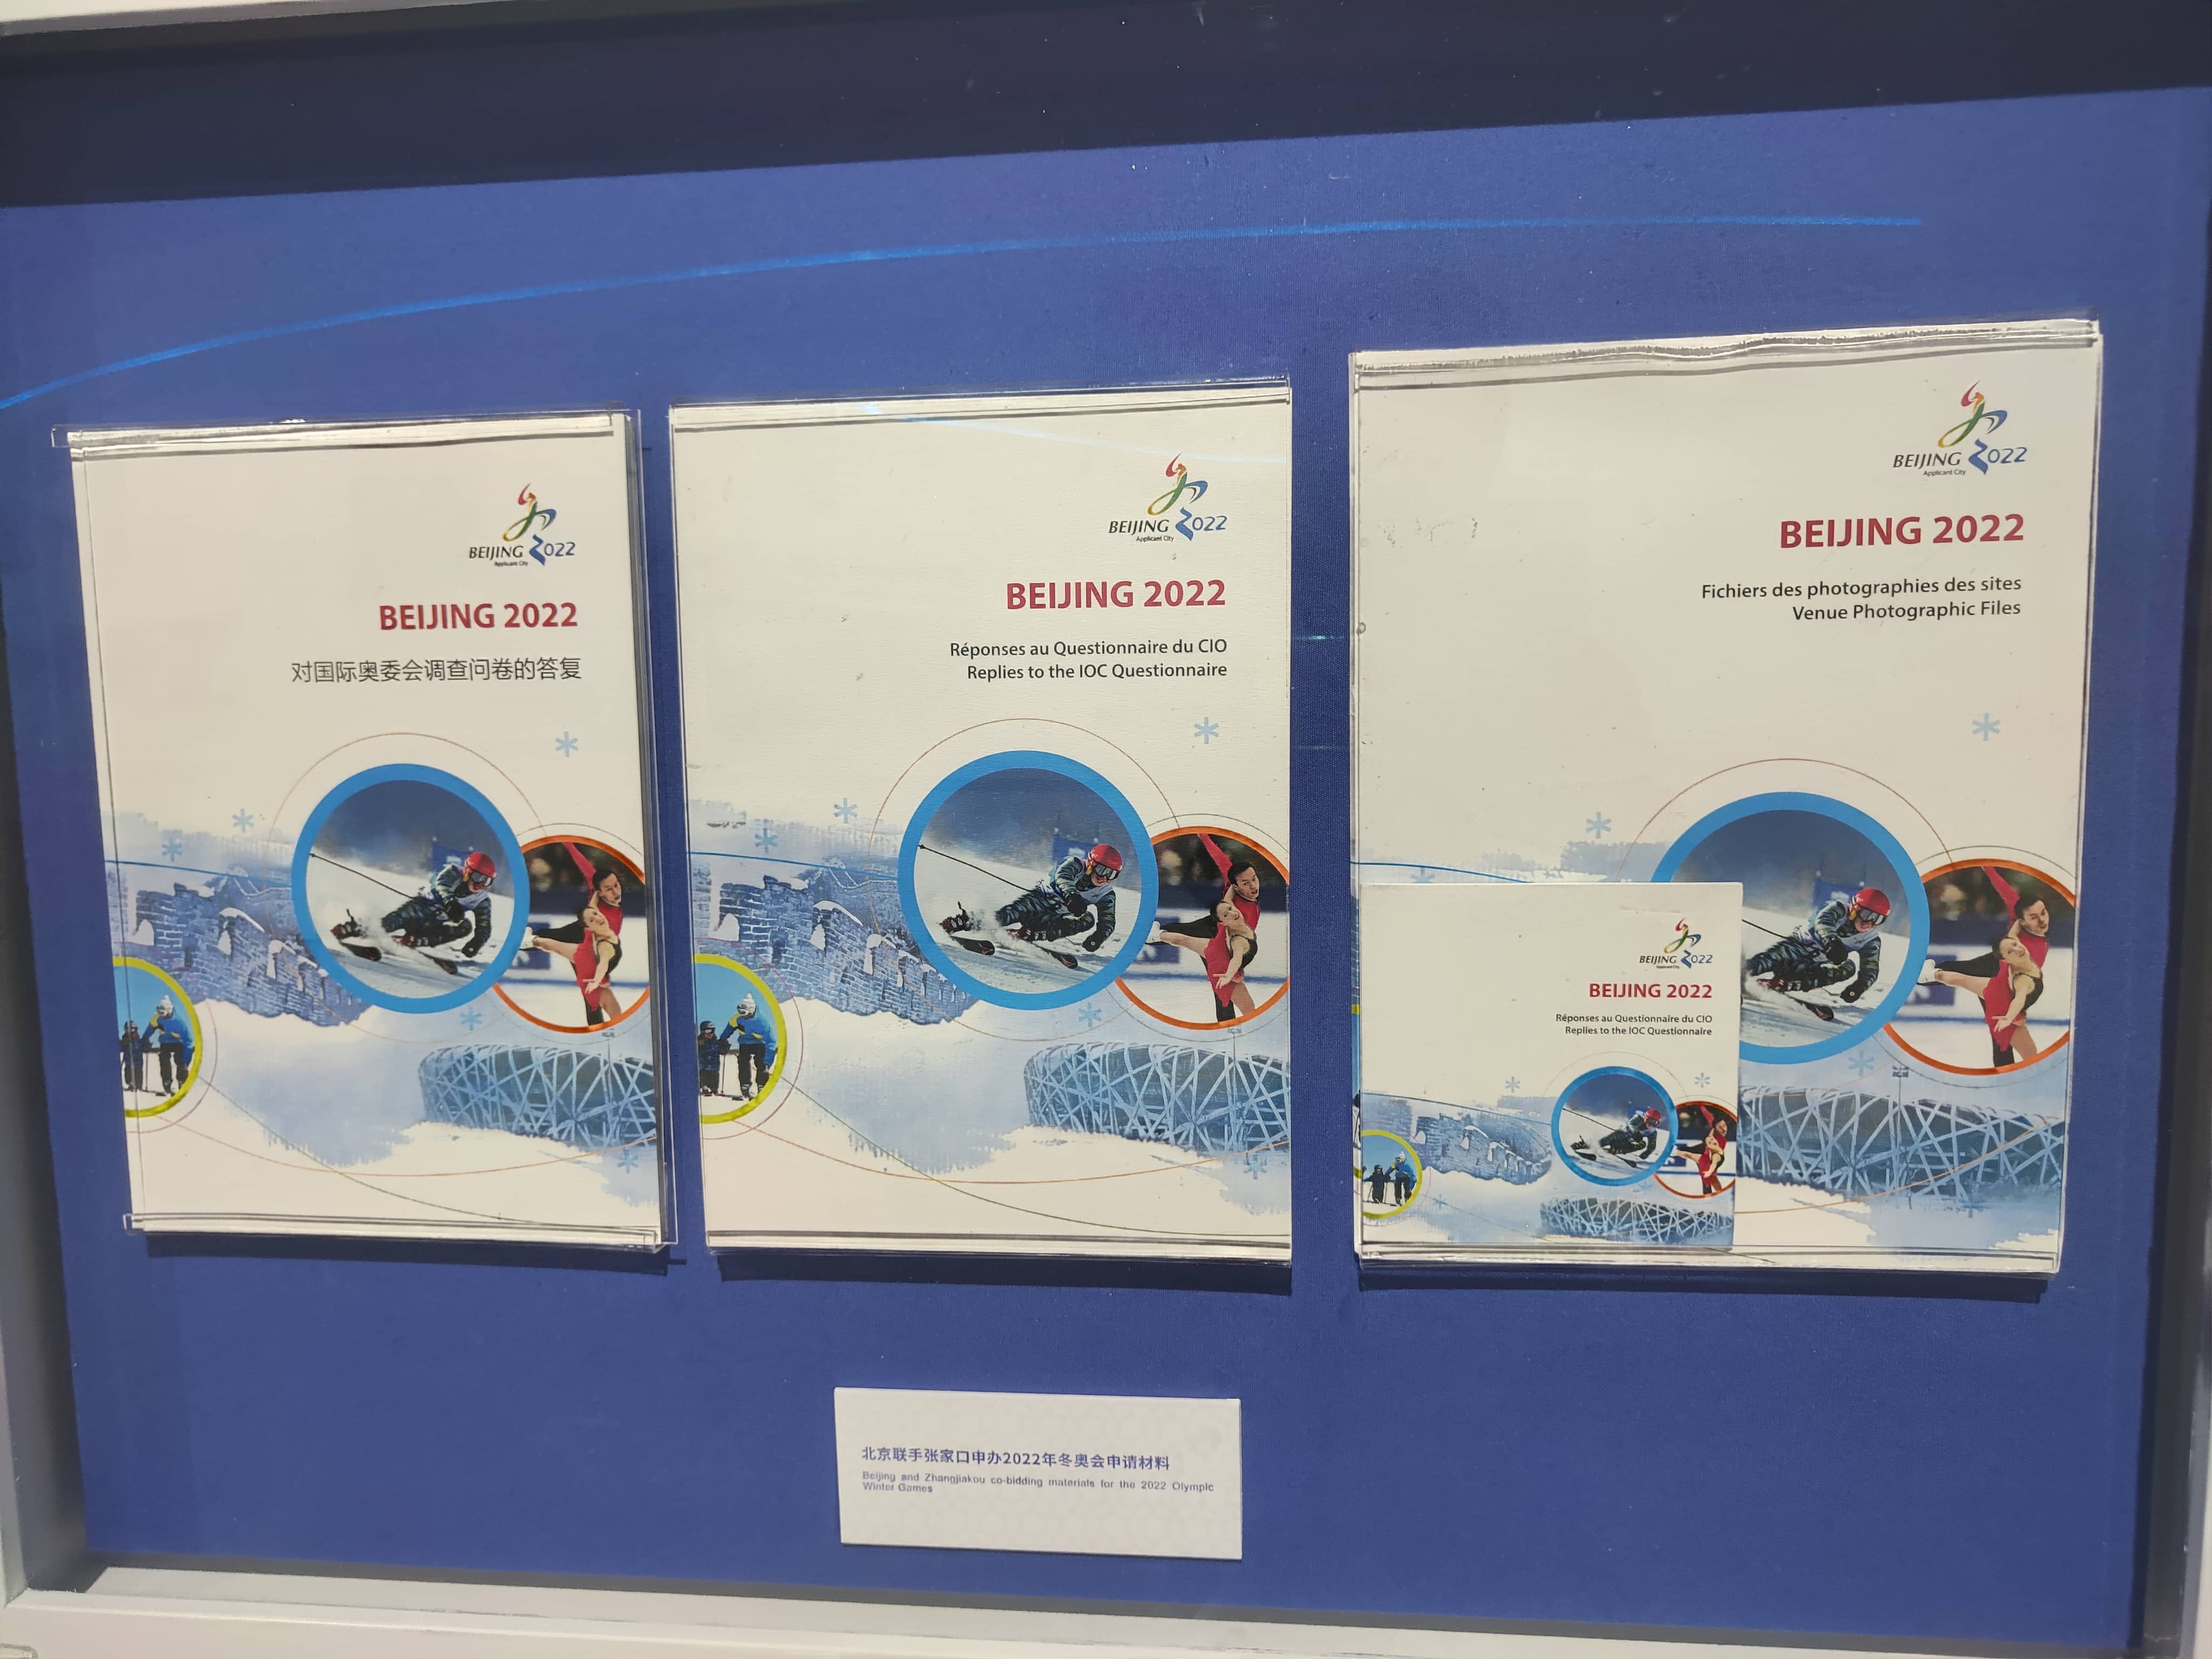 BEIJING 2022
Applicant City
BEIJING 2022
对国际奥委会调查问卷的答复
BEIJING 2022
Applicant City
BEIJING 2022
Réponses au Questionnaire du CIO
Replies to the IOC Questionnaire
BEIJING 2022
Applicant City
BEIJING 2022
Fichiers des photographies des sites
Venue Photographic Files
BEIJING 2022
Applicant City
BEIJING 2022
Réponses au Questionnaire du CIO
Replies to the IOC Questionnaire
北京联手张家口申办2022年冬奥会申请材料
Beijing and Zhangjiakou co-bidding materials for the 2022 Olympic
Winter Games